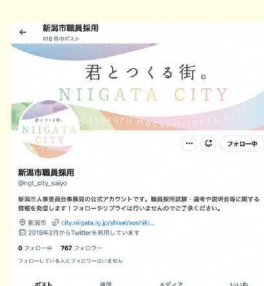 新潟市職員採用
416 件のポスト
君とつくる街。
NIIGATA CITY
NIIGATA
CITY
フォロー中
新潟市職員採用
@ngt_city_saiyo
新潟市人事委員会事務局の公式アカウントです。職員採用試験・選考や説明会等に関する
情報を発信します！フォローやリプライは行いませんのでご了承ください。
新潟市 city.niigata.lg.jp/shisei/soshiki...
2019年2月からTwitterを利用しています
0 フォロー中 767 フォロワー
フォローしている人にフォロワーはいません
ポスト 返信 メディア いいね